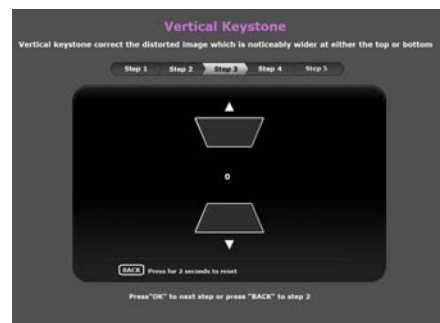 Vertical Keystone
Vertical keystone correct the distorted image which is noticeably wider at either the top or bottom
Step 1 Step 2 Step 3 Step 4 Step 5
0
BACK Press for 2 seconds to reset
Press"OK" to next step or press "BACK" to step 2